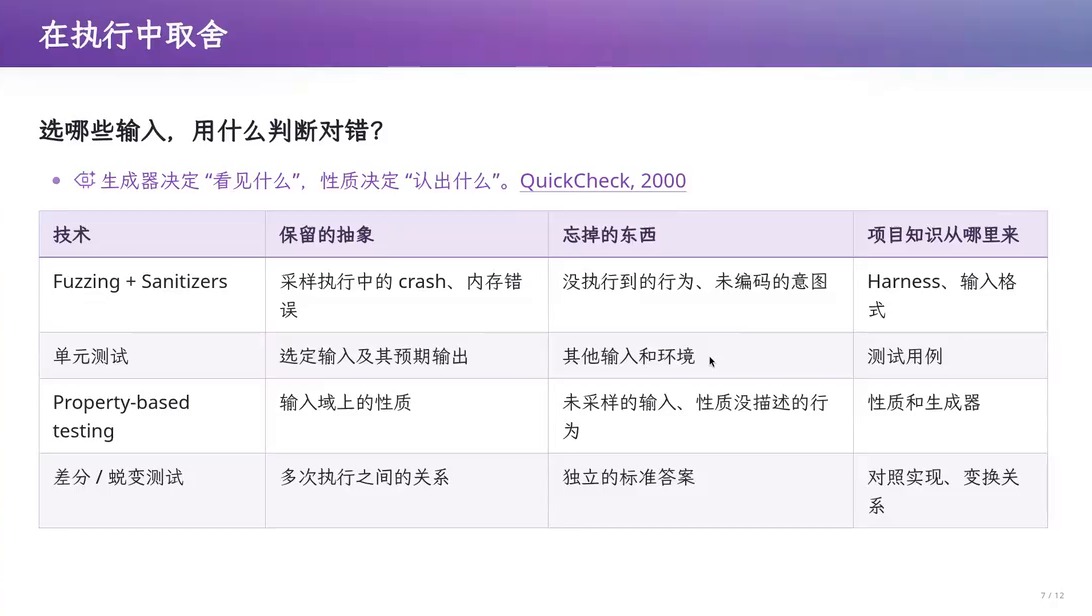 在执行中取舍
选哪些输入，用什么判断对错？
生成器决定 “看见什么”，性质决定 “认出什么”。QuickCheck, 2000
技术 保留的抽象 忘掉的东西 项目知识从哪里来
Fuzzing + Sanitizers 采样执行中的 crash、内存错误 没执行到的行为、未编码的意图 Harness、输入格式
单元测试 选定输入及其预期输出 其他输入和环境 测试用例
Property-based testing 输入域上的性质 未采样的输入、性质没描述的行为 性质和生成器
差分 / 蜕变测试 多次执行之间的关系 独立的标准答案 对照实现、变换关系
7 / 12